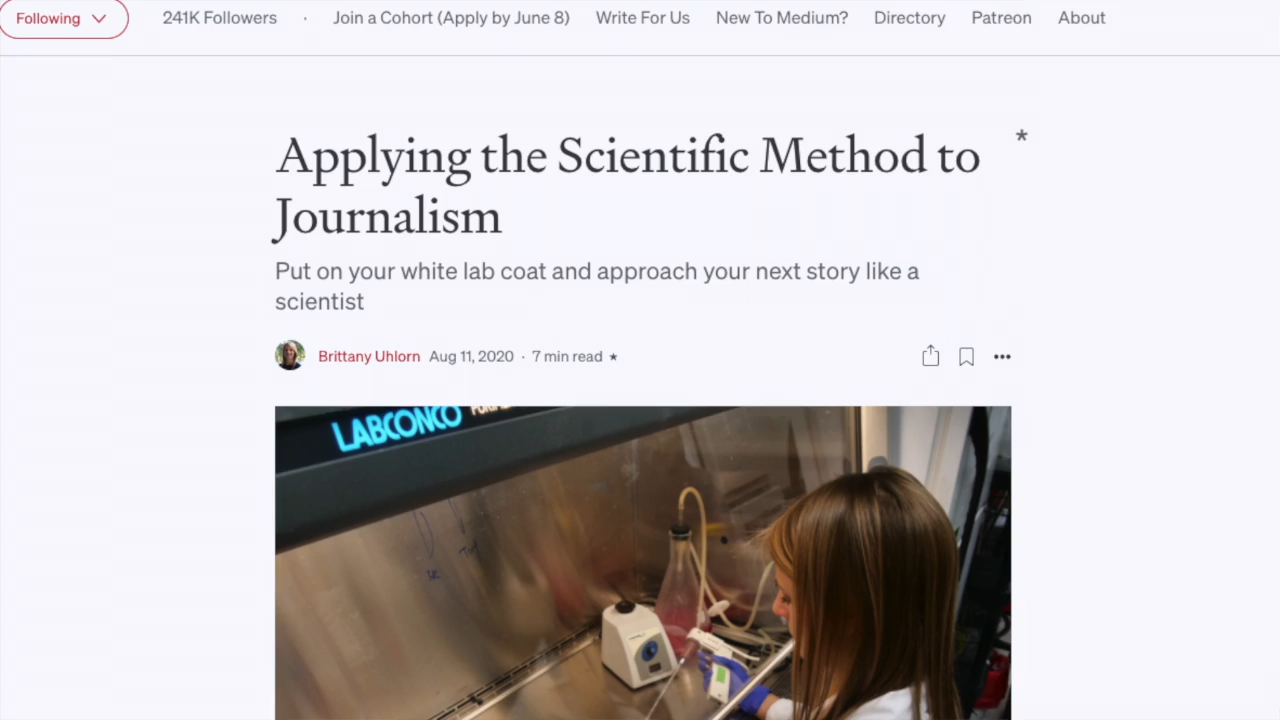 Following
241K Followers · Join a Cohort (Apply by June 8) Write For Us New To Medium? Directory Patreon About
Applying the Scientific Method to *
Journalism
Put on your white lab coat and approach your next story like a
scientist
Brittany Uhlorn Aug 11, 2020 · 7 min read ★
LABCONCO